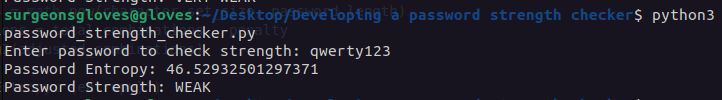 surgeonsgloves@gloves:~/Desktop/Developing a password strength checker$ python3
password_strength_checker.py
Enter password to check strength: qwerty123
Password Entropy: 46.52932501297371
Password Strength: WEAK